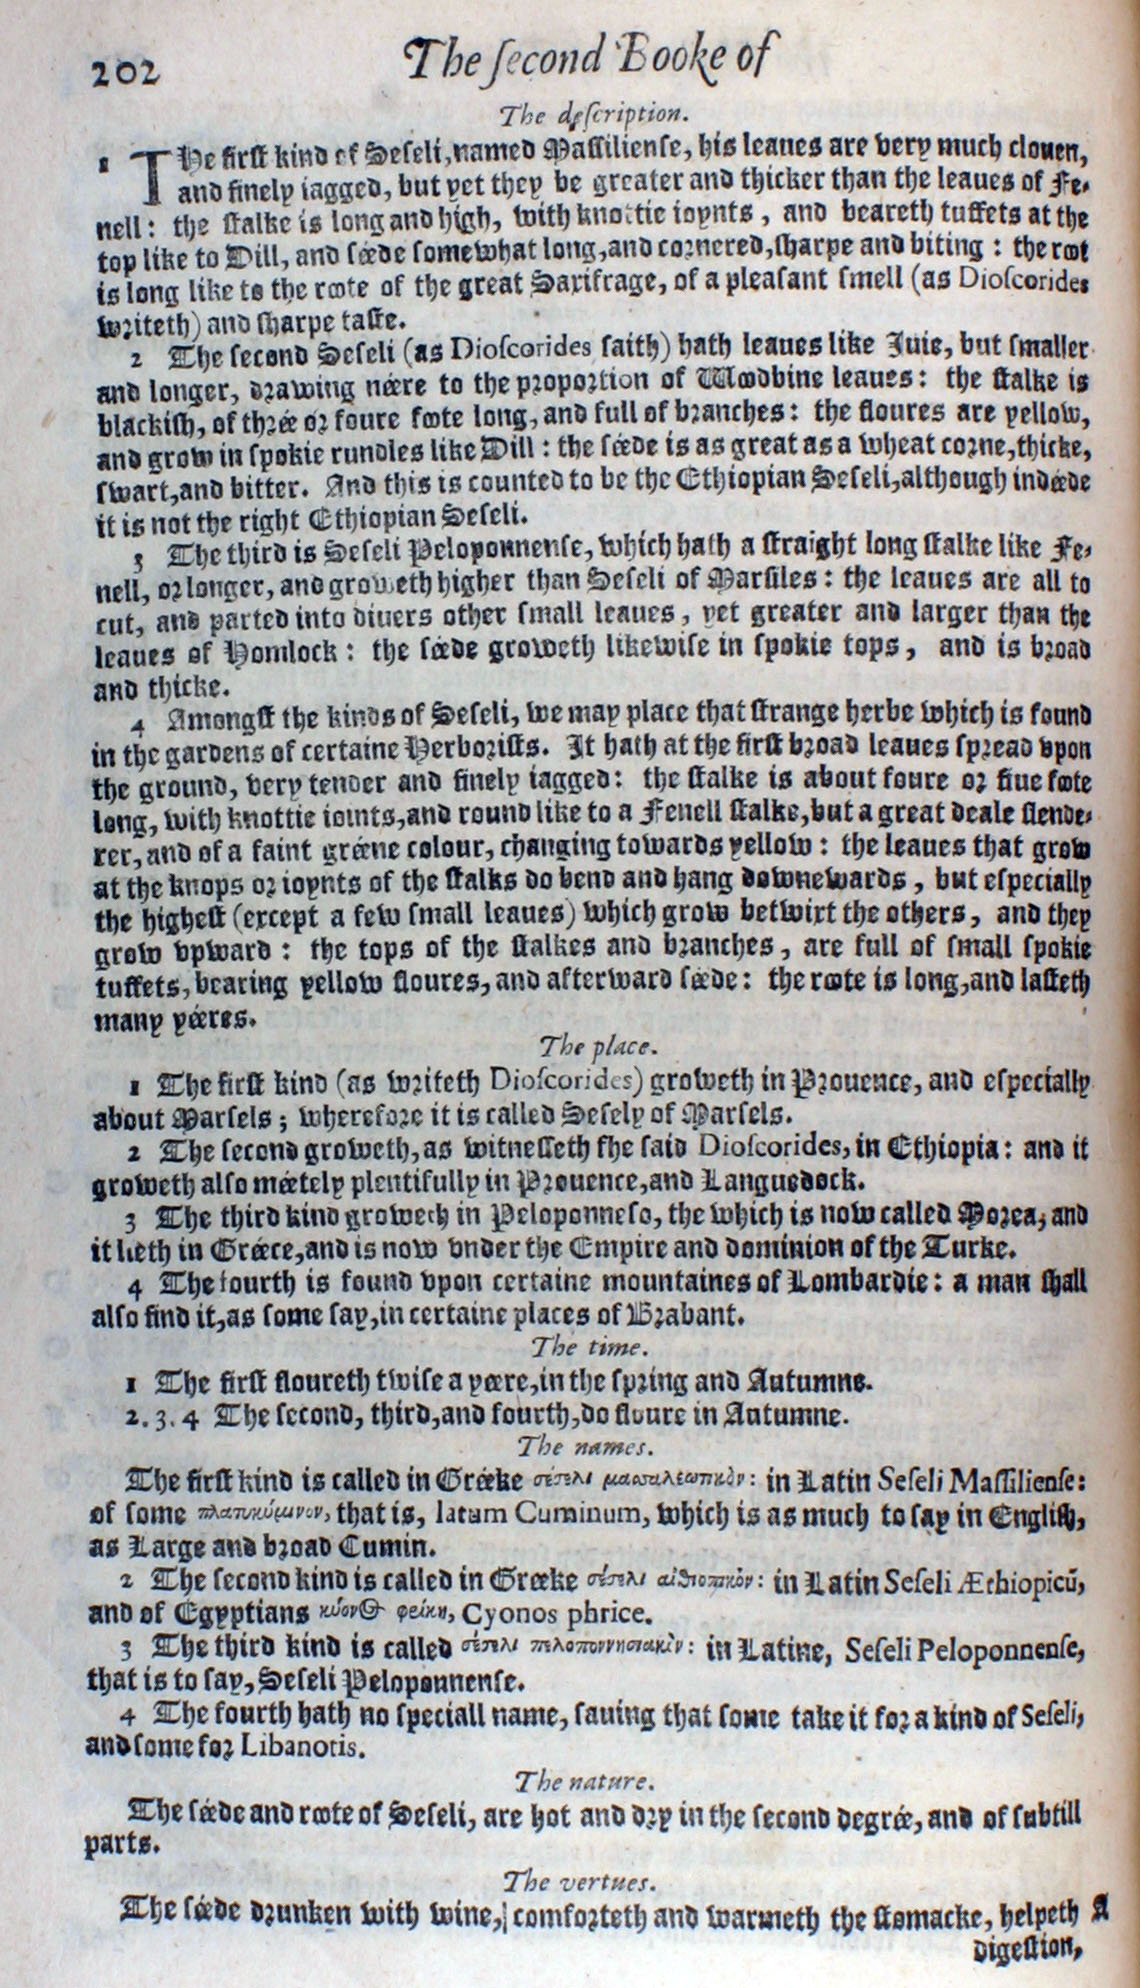 202 The ſecond Booke of
The deſcription.
1 THe firſt kind of Seſeli, named Maſſilienſe, his leaues are very much clouen,
and finely iagged, but yet they be greater and thicker than the leaues of Fe-
nell: the ſtalke is long and high, with knottie ioynts, and beareth tuffets at the
top like to Dill, and ſéede ſomewhat long, and cornered, ſharpe and biting: the root
is long like to the roote of the great Saxifrage, of a pleaſant ſmell (as Dioſcorides
writeth) and ſharpe taſte.
2 The ſecond Seſeli (as Dioſcorides ſaith) hath leaues like Iuie, but ſmaller
and longer, drawing néere to the proportion of Woodbine leaues: the ſtalke is
blackiſh, of thrée or foure foote long, and full of branches: the floures are yellow,
and grow in ſpokie rundles like Dill: the ſéede is as great as a wheat corne, thicke,
ſwart, and bitter. And this is counted to be the Ethiopian Seſeli, although indéede
it is not the right Ethiopian Seſeli.
3 The third is Seſeli Peloponnenſe, which hath a ſtraight long ſtalke like Fe-
nell, or longer, and groweth higher than Seſeli of Marſiles: the leaues are all to
cut, and parted into diuers other ſmall leaues, yet greater and larger than the
leaues of Homlock: the ſéede groweth likewiſe in ſpokie tops, and is broad
and thicke.
4 Amongſt the kinds of Seſeli, we may place that ſtrange herbe which is found
in the gardens of certaine Herboriſts. It hath at the firſt broad leaues ſpread vpon
the ground, very tender and finely iagged: the ſtalke is about foure or fiue foote
long, with knottie ioints, and round like to a Fenell ſtalke, but a great deale ſlende-
rer, and of a faint gréene colour, changing towards yellow: the leaues that grow
at the knops or ioynts of the ſtalks do bend and hang downewards, but eſpecially
the higheſt (except a few ſmall leaues) which grow betwixt the others, and they
grow vpward: the tops of the ſtalkes and branches, are full of ſmall ſpokie
tuffets, bearing yellow floures, and afterward ſéede: the roote is long, and laſteth
many yéeres.
The place.
1 The firſt kind (as writeth Dioſcorides) groweth in Prouence, and eſpecially
about Marſels; wherefore it is called Seſely of Marſels.
2 The ſecond groweth, as witneſſeth the ſaid Dioſcorides, in Ethiopia: and it
groweth alſo méetely plentifully in Prouence, and Languedock.
3 The third kind groweth in Peloponneſo, the which is now called Morea, and
it lieth in Gréece, and is now vnder the Empire and dominion of the Turke.
4 The fourth is found vpon certaine mountaines of Lombardie: a man ſhall
alſo find it, as ſome ſay, in certaine places of Brabant.
The time.
1 The firſt floureth twiſe a yéere, in the ſpring and Autumne.
2.3.4 The ſecond, third, and fourth, do floure in Autumne.
The names.
The firſt kind is called in Gréeke σέσελι μασσαλεωτικὸν: in Latin Seſeli Maſſilienſe:
of ſome πλατυκύμινον, that is, latum Cuminum, which is as much to ſay in Engliſh,
as Large and broad Cumin.
2 The ſecond kind is called in Gréeke σέσελι αἰθιοπικὸν: in Latin Seſeli Æthiopicū,
and of Egyptians κύονος φρίκη, Cyonos phrice.
3 The third kind is called σέσελι πελοποννησιακὸν: in Latine, Seſeli Peloponnenſe,
that is to ſay, Seſeli Peloponnenſe.
4 The fourth hath no ſpeciall name, ſauing that ſome take it for a kind of Seſeli,
and ſome for Libanotis.
The nature.
The ſéede and roote of Seſeli, are hot and dry in the ſecond degrée, and of ſubtill
parts.
The vertues.
The ſéede drunken with wine, comforteth and warmeth the ſtomacke, helpeth A
digeſtion,